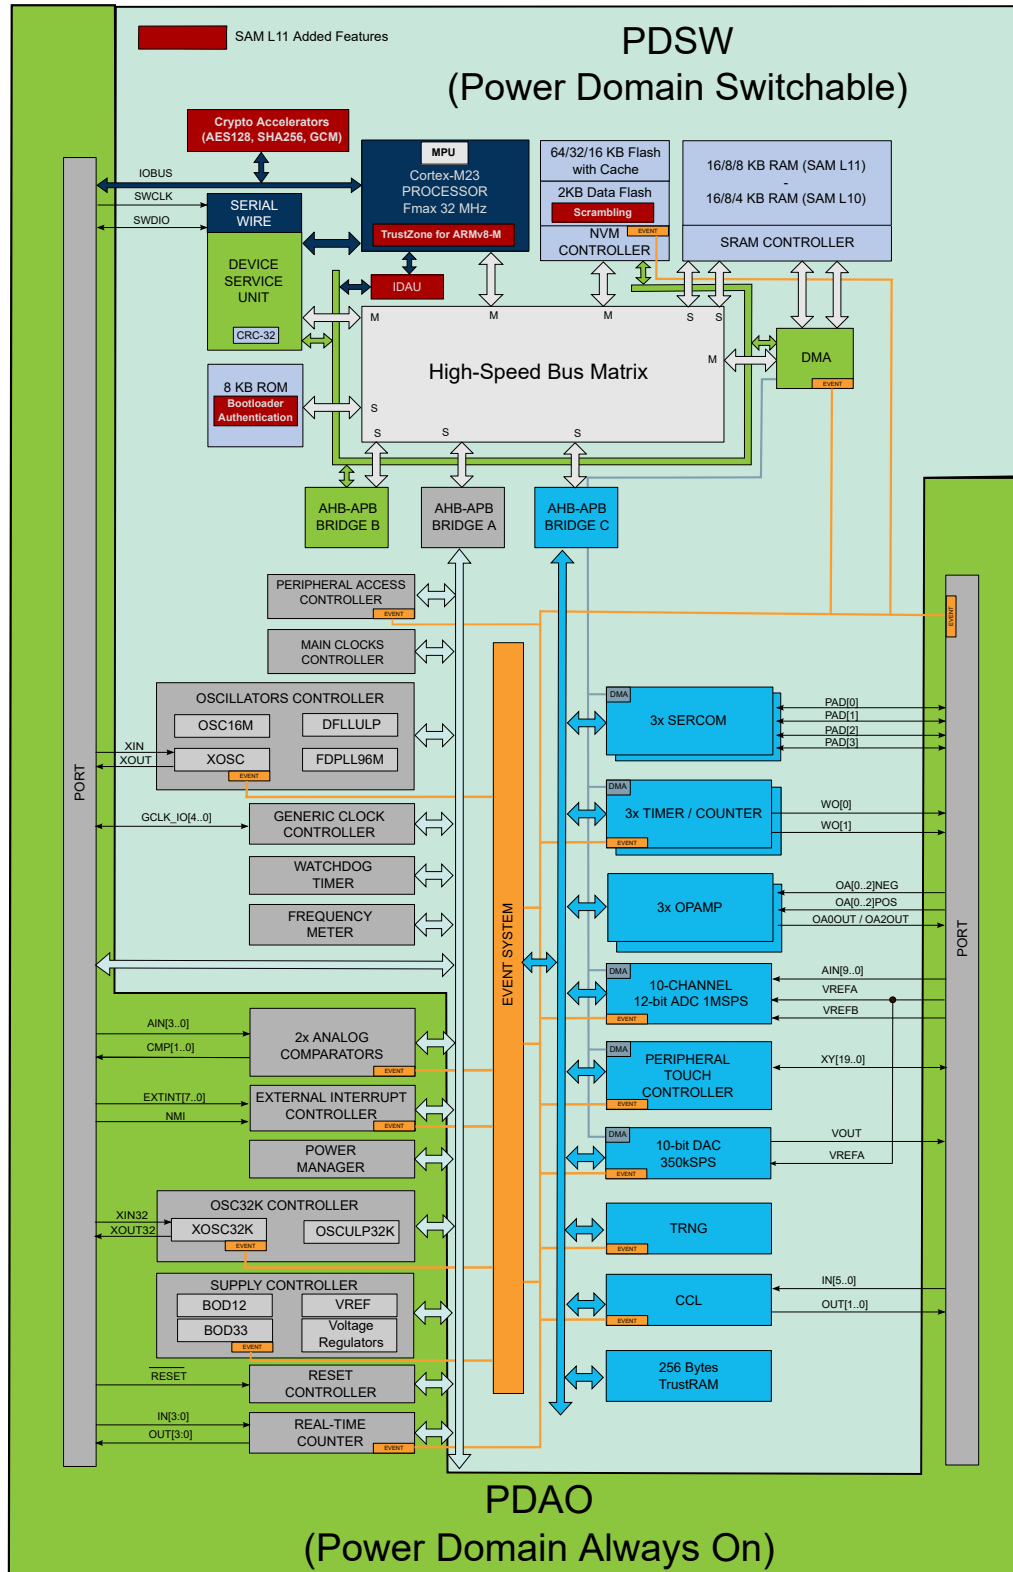 SAM L11 Added Features
PDSW
(Power Domain Switchable)
Crypto Accelerators
(AES128, SHA256, GCM)
IOBUS
SWCLK
SWDIO
SERIAL
WIRE
DEVICE
SERVICE
UNIT
CRC-32
MPU
Cortex-M23
PROCESSOR
Fmax 32 MHz
TrustZone for ARMv8-M
IDAU
64/32/16 KB Flash
with Cache
2KB Data Flash
Scrambling
EVENT
NVM
CONTROLLER
16/8/8 KB RAM (SAM L11)
-
16/8/4 KB RAM (SAM L10)
SRAM CONTROLLER
M
M
M
S
S
M
High-Speed Bus Matrix
S
S
S
S
DMA
EVENT
8 KB ROM
Bootloader
Authentication
AHB-APB
BRIDGE B
AHB-APB
BRIDGE A
AHB-APB
BRIDGE C
PORT
PERIPHERAL ACCESS
CONTROLLER
EVENT
MAIN CLOCKS
CONTROLLER
OSCILLATORS CONTROLLER
OSC16M
DFLLULP
XOSC
FDPLL96M
EVENT
XIN
XOUT
GCLK_IO[4..0]
GENERIC CLOCK
CONTROLLER
WATCHDOG
TIMER
FREQUENCY
METER
EVENT SYSTEM
AIN[3..0]
CMP[1..0]
2x ANALOG
COMPARATORS
EVENT
EXTINT[7..0]
NMI
EXTERNAL INTERRUPT
CONTROLLER
EVENT
POWER
MANAGER
OSC32K CONTROLLER
XIN32
XOUT32
XOSC32K
OSCULP32K
EVENT
SUPPLY CONTROLLER
BOD12
VREF
BOD33
Voltage
Regulators
EVENT
RESET
RESET
CONTROLLER
IN[3:0]
OUT[3:0]
REAL-TIME
COUNTER
EVENT
EVENT
PORT
DMA
3x SERCOM
PAD[0]
PAD[1]
PAD[2]
PAD[3]
DMA
3x TIMER / COUNTER
EVENT
WO[0]
WO[1]
3x OPAMP
OA[0..2]NEG
OA[0..2]POS
OA0OUT / OA2OUT
DMA
10-CHANNEL
12-bit ADC 1MSPS
EVENT
AIN[9..0]
VREFA
VREFB
DMA
PERIPHERAL
TOUCH
CONTROLLER
EVENT
XY[19..0]
DMA
10-bit DAC
350kSPS
EVENT
VOUT
VREFA
TRNG
EVENT
CCL
EVENT
IN[5..0]
OUT[1..0]
256 Bytes
TrustRAM
PDAO
(Power Domain Always On)